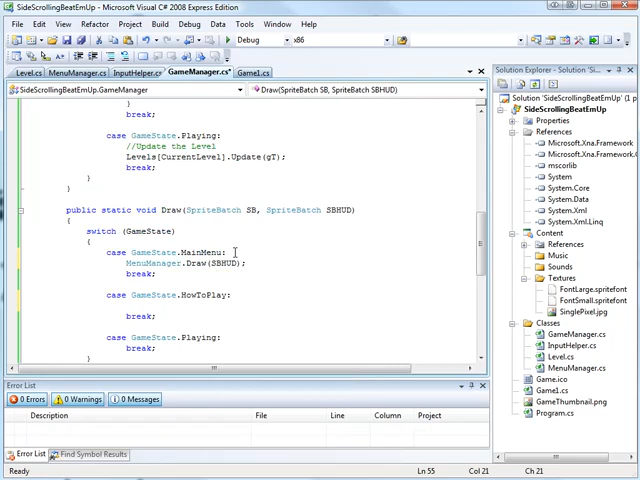 SideScrollingBeatEmUp - Microsoft Visual C# 2008 Express Edition
File Edit View Refactor Project Build Debug Data Tools Window Help
Debug x86
Level.cs MenuManager.cs InputHelper.cs GameManager.cs* Game1.cs
SideScrollingBeatEmUp.GameManager Draw(SpriteBatch SB, SpriteBatch SBHUD)
}
break;
case GameState.Playing:
//Update the Level
Levels[CurrentLevel].Update(gT);
break;
}
}
public static void Draw(SpriteBatch SB, SpriteBatch SBHUD)
switch (GameState)
{
case GameState.MainMenu:
MenuManager.Draw(SBHUD);
break;
case GameState.HowToPlay:
break;
case GameState.Playing:
break;
}
Error List
0 Errors 0 Warnings 0 Messages
Description File Line Column Project
Error List Find Symbol Results
Solution Explorer - Solution 'SideSc...
Solution 'SideScrollingBeatEmUp' (1
SideScrollingBeatEmUp
Properties
References
Microsoft.Xna.Framework
Microsoft.Xna.Framework.
mscorlib
System
System.Core
System.Xml
System.Xml.Linq
Content
References
Music
Sounds
Textures
FontLarge.spritefont
FontSmall.spritefont
SinglePixel.jpg
Classes
GameManager.cs
InputHelper.cs
Level.cs
MenuManager.cs
Game.ico
Game1.cs
GameThumbnail.png
Program.cs
Ready Ln 55 Col 21 Ch 21